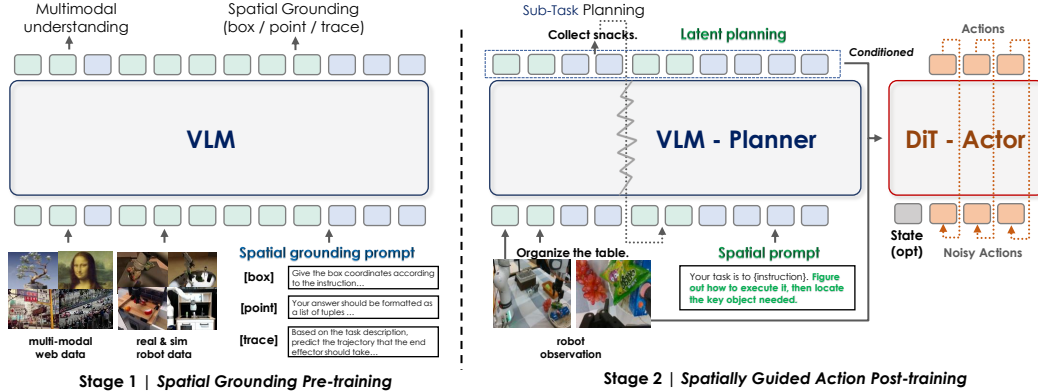 Multimodal
understanding
Spatial Grounding
(box / point / trace)
VLM
Spatial grounding prompt
[box]
Give the box coordinates according
to the instruction…
[point]
Your answer should be formatted as
a list of tuples …
[trace]
Based on the task description,
predict the trajectory that the end
effector should take…
multi-modal
web data
real & sim
robot data
Stage 1 | Spatial Grounding Pre-training
Sub-Task Planning
Collect snacks.
Latent planning
Conditioned
VLM - Planner
Organize the table.
Spatial prompt
Your task is to {instruction}. Figure
out how to execute it, then locate
the key object needed.
robot
observation
Actions
DiT - Actor
State
(opt)
Noisy Actions
Stage 2 | Spatially Guided Action Post-training